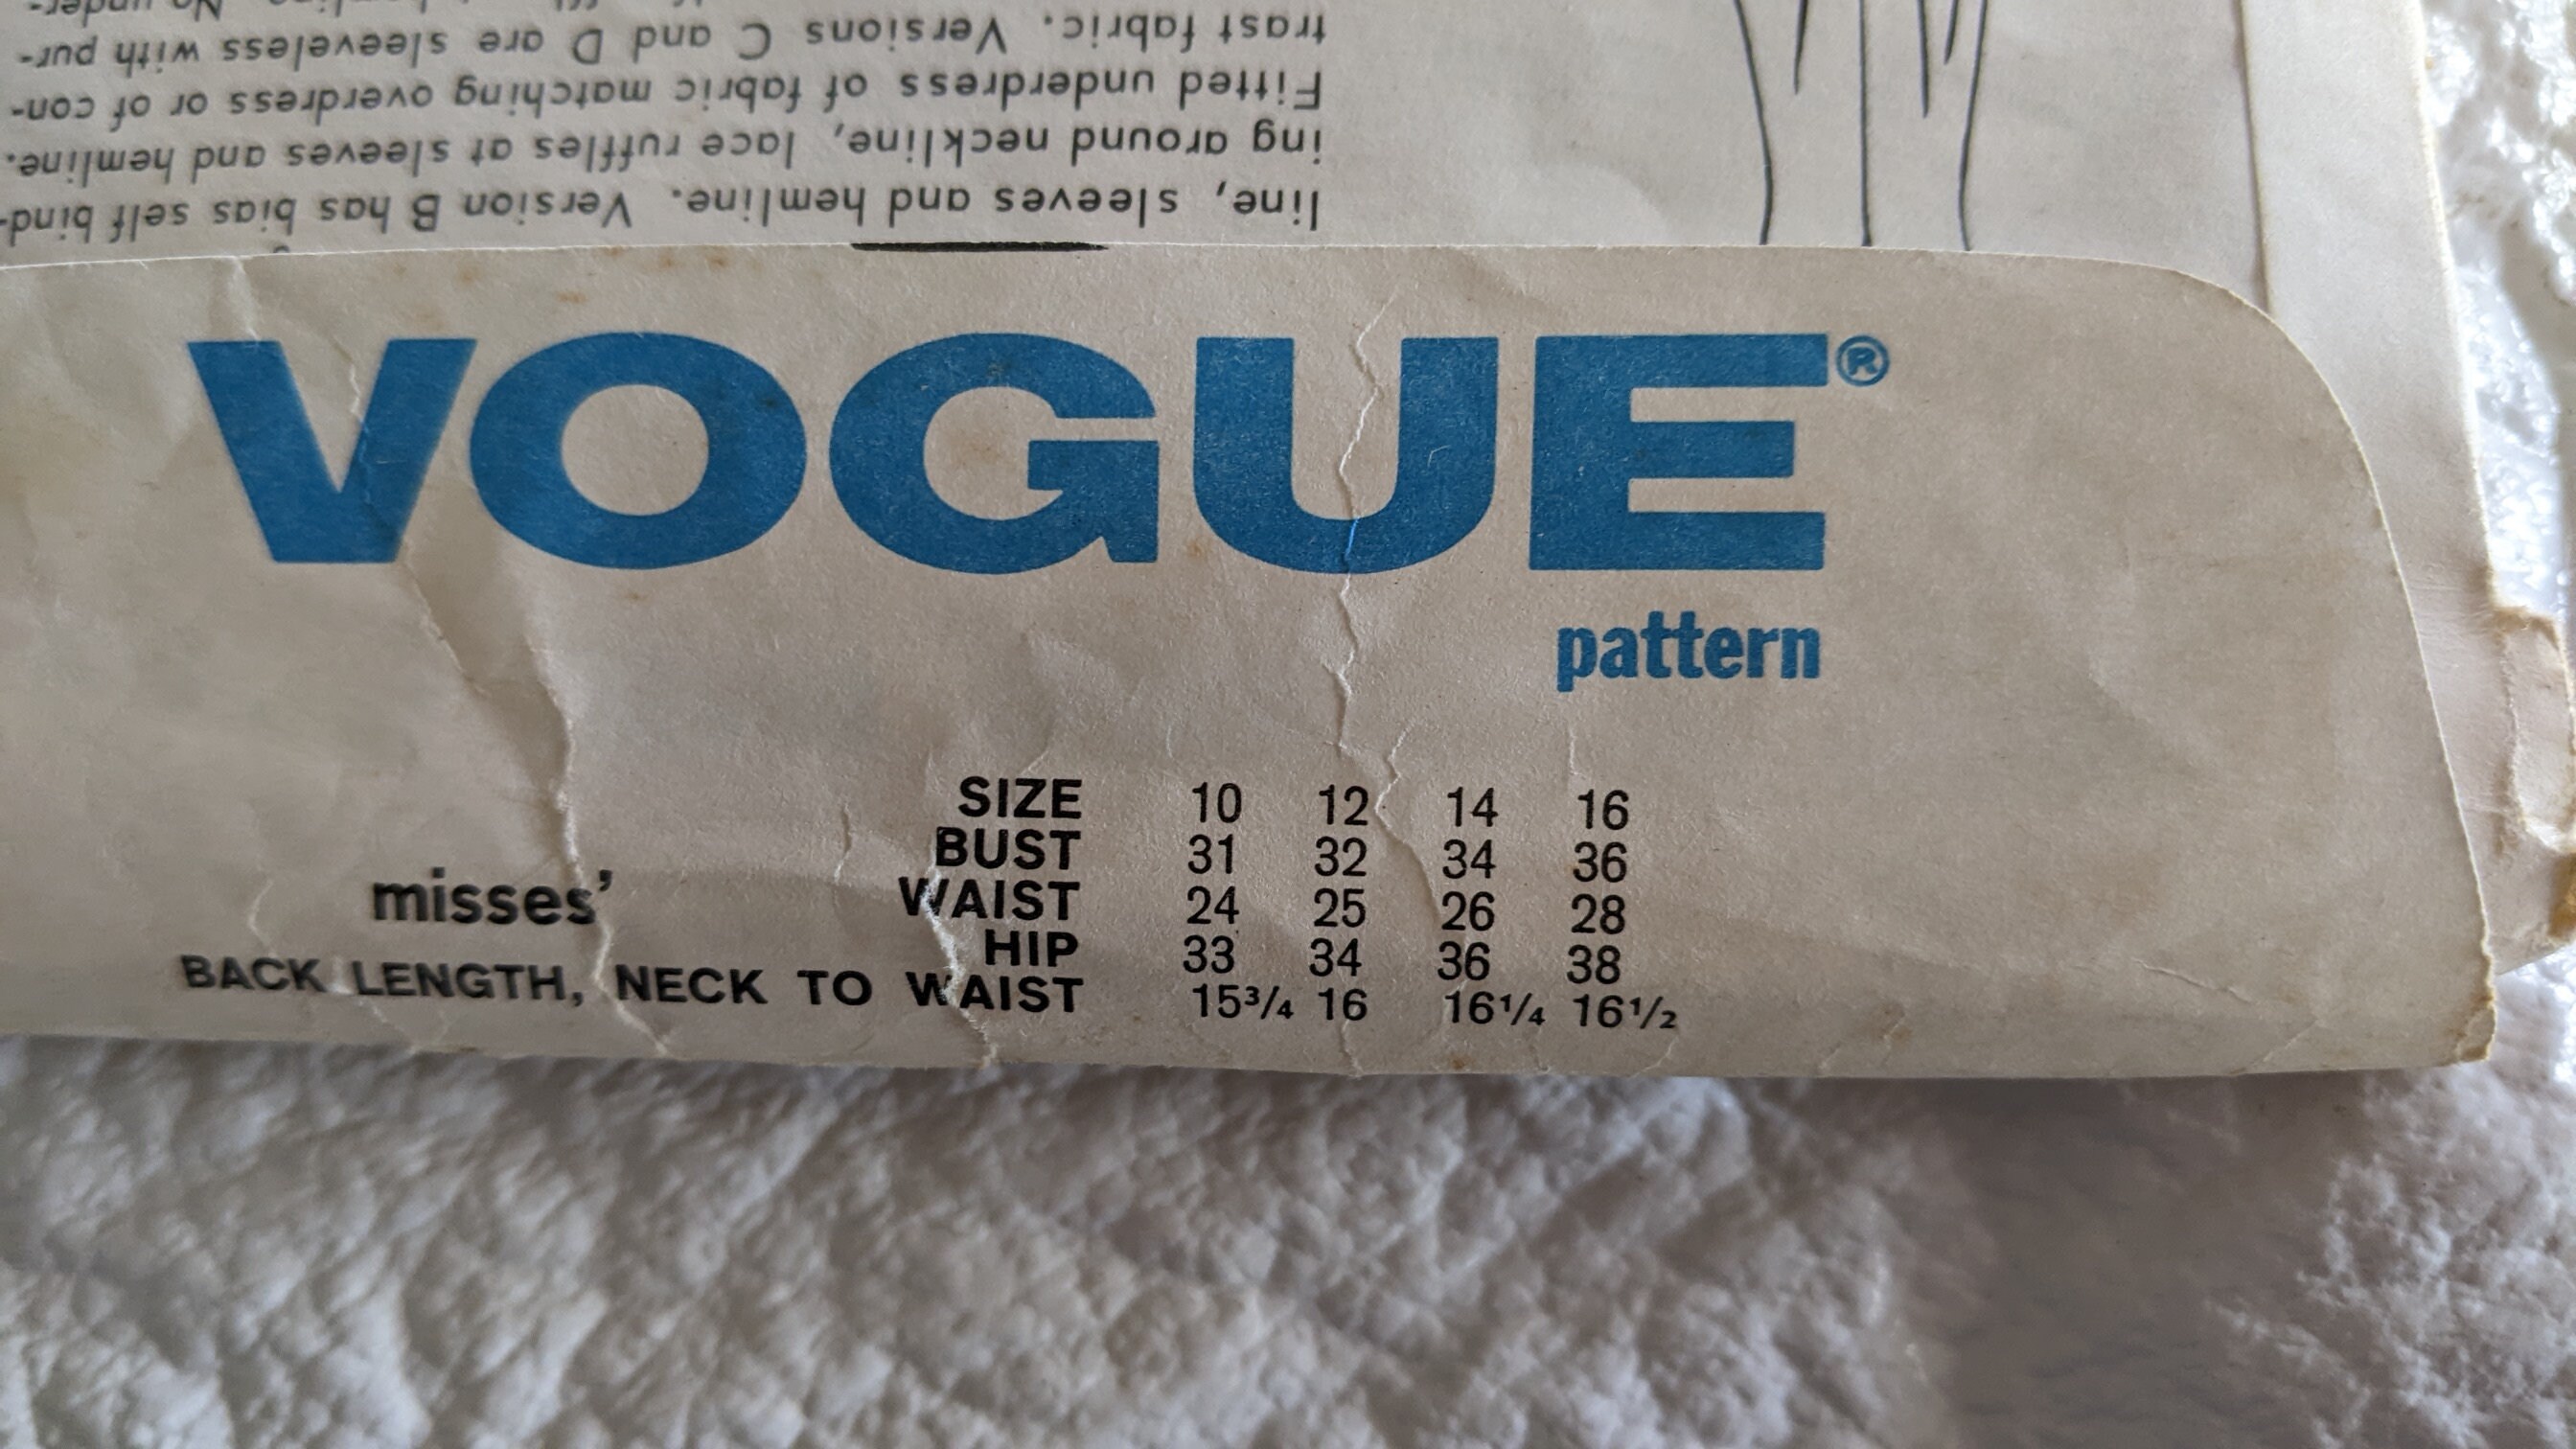 VOGUE®
pattern
SIZE 10 12 14 16
BUST 31 32 34 36
misses'
WAIST 24 25 26 28
HIP 33 34 36 38
BACK LENGTH, NECK TO WAIST 15¾ 16 16¼ 16½
line, sleeves and hemline. Version B has bias self bind-
ing around neckline, lace ruffles at sleeves and hemline.
Fitted underdress of fabric matching overdress or of con-
trast fabric. Versions C and D are sleeveless with pur-
hemline. No under-